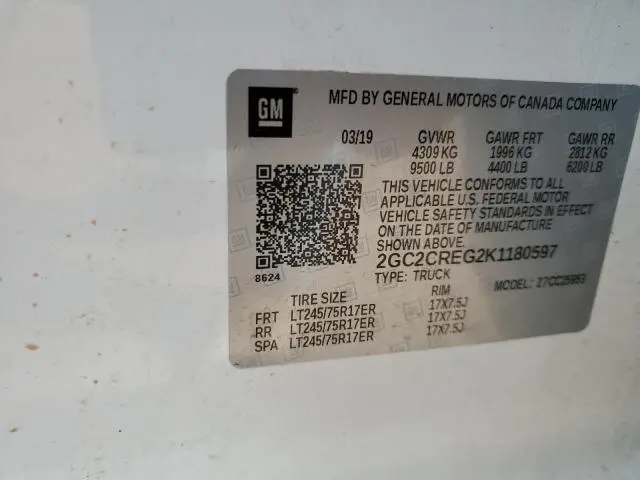 GM
MFD BY GENERAL MOTORS OF CANADA COMPANY
03/19 GVWR GAWR FRT GAWR RR
4309 KG 1996 KG 2812 KG
9500 LB 4400 LB 6200 LB
THIS VEHICLE CONFORMS TO ALL
APPLICABLE U.S. FEDERAL MOTOR
VEHICLE SAFETY STANDARDS IN EFFECT
ON THE DATE OF MANUFACTURE
SHOWN ABOVE.
2GC2CREG2K1180597
8624
TYPE: TRUCK MODEL:
TIRE SIZE RIM
FRT LT245/75R17ER 17X7.5J
RR LT245/75R17ER 17X7.5J
SPA LT245/75R17ER 17X7.5J